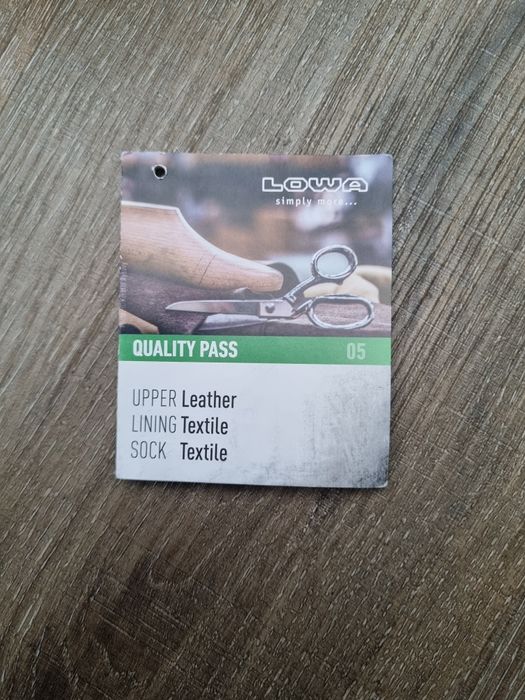 LOWA
simply more...
QUALITY PASS 05
UPPER Leather
LINING Textile
SOCK Textile